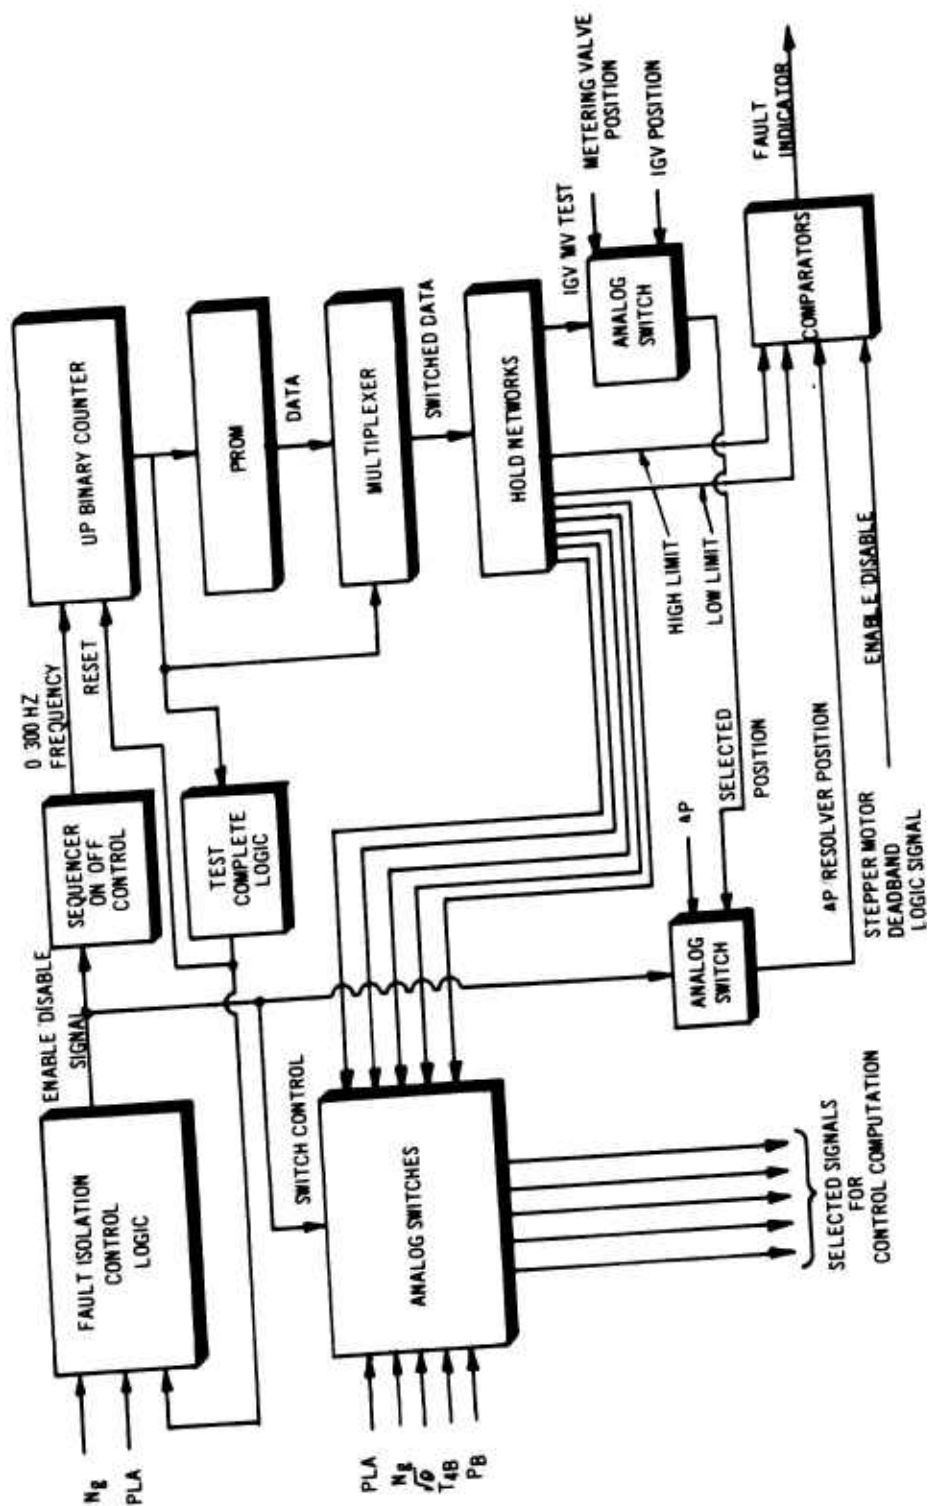 Ng
PLA
FAULT ISOLATION
CONTROL
LOGIC
ENABLE DISABLE
SIGNAL
SEQUENCER
ON OFF
CONTROL
0 300 HZ
FREQUENCY
RESET
UP BINARY COUNTER
TEST
COMPLETE
LOGIC
PROM
DATA
MULTIPLEXER
SWITCHED DATA
HOLD NETWORKS
IGV MV TEST
METERING VALVE
POSITION
IGV POSITION
ANALOG
SWITCH
SWITCH CONTROL
PLA
Ng
√θ
T4B
PB
ANALOG SWITCHES
SELECTED SIGNALS
FOR
CONTROL COMPUTATION
HIGH LIMIT
LOW LIMIT
ΔP
SELECTED
POSITION
ANALOG
SWITCH
ΔP RESOLVER POSITION
STEPPER MOTOR
DEADBAND
LOGIC SIGNAL
ENABLE DISABLE
COMPARATORS
FAULT
INDICATOR